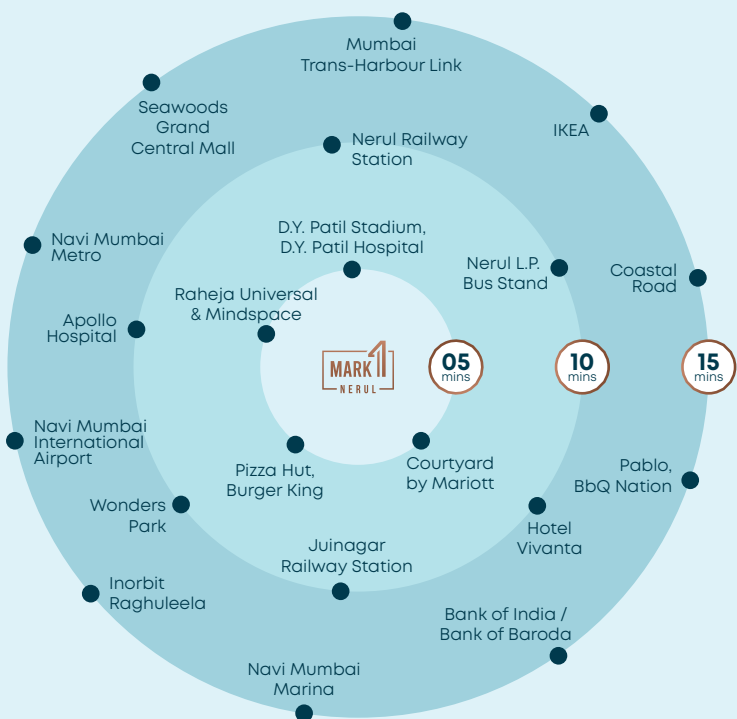 Mumbai
Trans-Harbour Link
Seawoods
Grand
Central Mall
IKEA
Nerul Railway
Station
D.Y. Patil Stadium,
D.Y. Patil Hospital
Navi Mumbai
Metro
Nerul L.P.
Bus Stand
Coastal
Road
Raheja Universal
& Mindspace
Apollo
Hospital
MARK 1
NERUL
05
mins
10
mins
15
mins
Navi Mumbai
International
Airport
Pizza Hut,
Burger King
Courtyard
by Mariott
Pablo,
BbQ Nation
Wonders
Park
Hotel
Vivanta
Juinagar
Railway Station
Inorbit
Raghuleela
Bank of India /
Bank of Baroda
Navi Mumbai
Marina